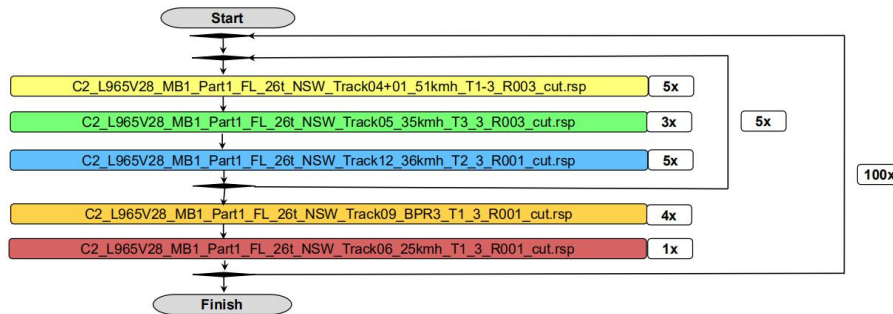 Start
C2_L965V28_MB1_Part1_FL_26t_NSW_Track04+01_51kmh_T1-3_R003_cut.rsp 5x
C2_L965V28_MB1_Part1_FL_26t_NSW_Track05_35kmh_T3_3_R003_cut.rsp 3x
5x
C2_L965V28_MB1_Part1_FL_26t_NSW_Track12_36kmh_T2_3_R001_cut.rsp 5x
100x
C2_L965V28_MB1_Part1_FL_26t_NSW_Track09_BPR3_T1_3_R001_cut.rsp 4x
C2_L965V28_MB1_Part1_FL_26t_NSW_Track06_25kmh_T1_3_R001_cut.rsp 1x
Finish